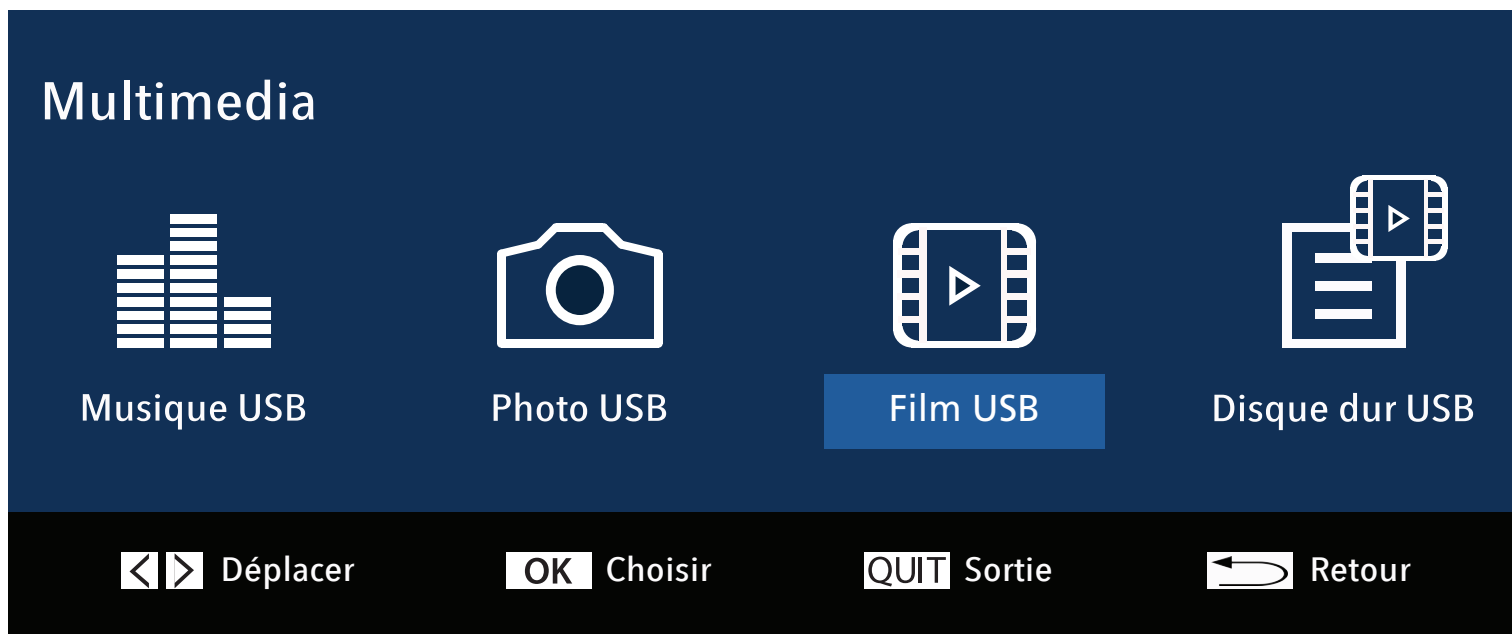 Multimedia
Musique USB Photo USB Film USB Disque dur USB
Déplacer OK Choisir QUIT Sortie Retour